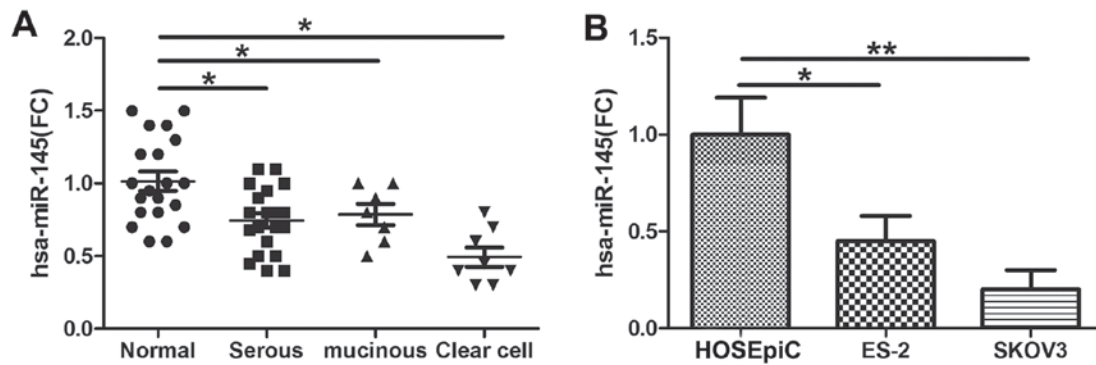 A
hsa-miR-145(FC)
2.0
1.5
1.0
0.5
0.0
*
*
*
Normal Serous mucinous Clear cell
B
hsa-miR-145(FC)
1.5
1.0
0.5
0.0
**
*
HOSEpiC ES-2 SKOV3